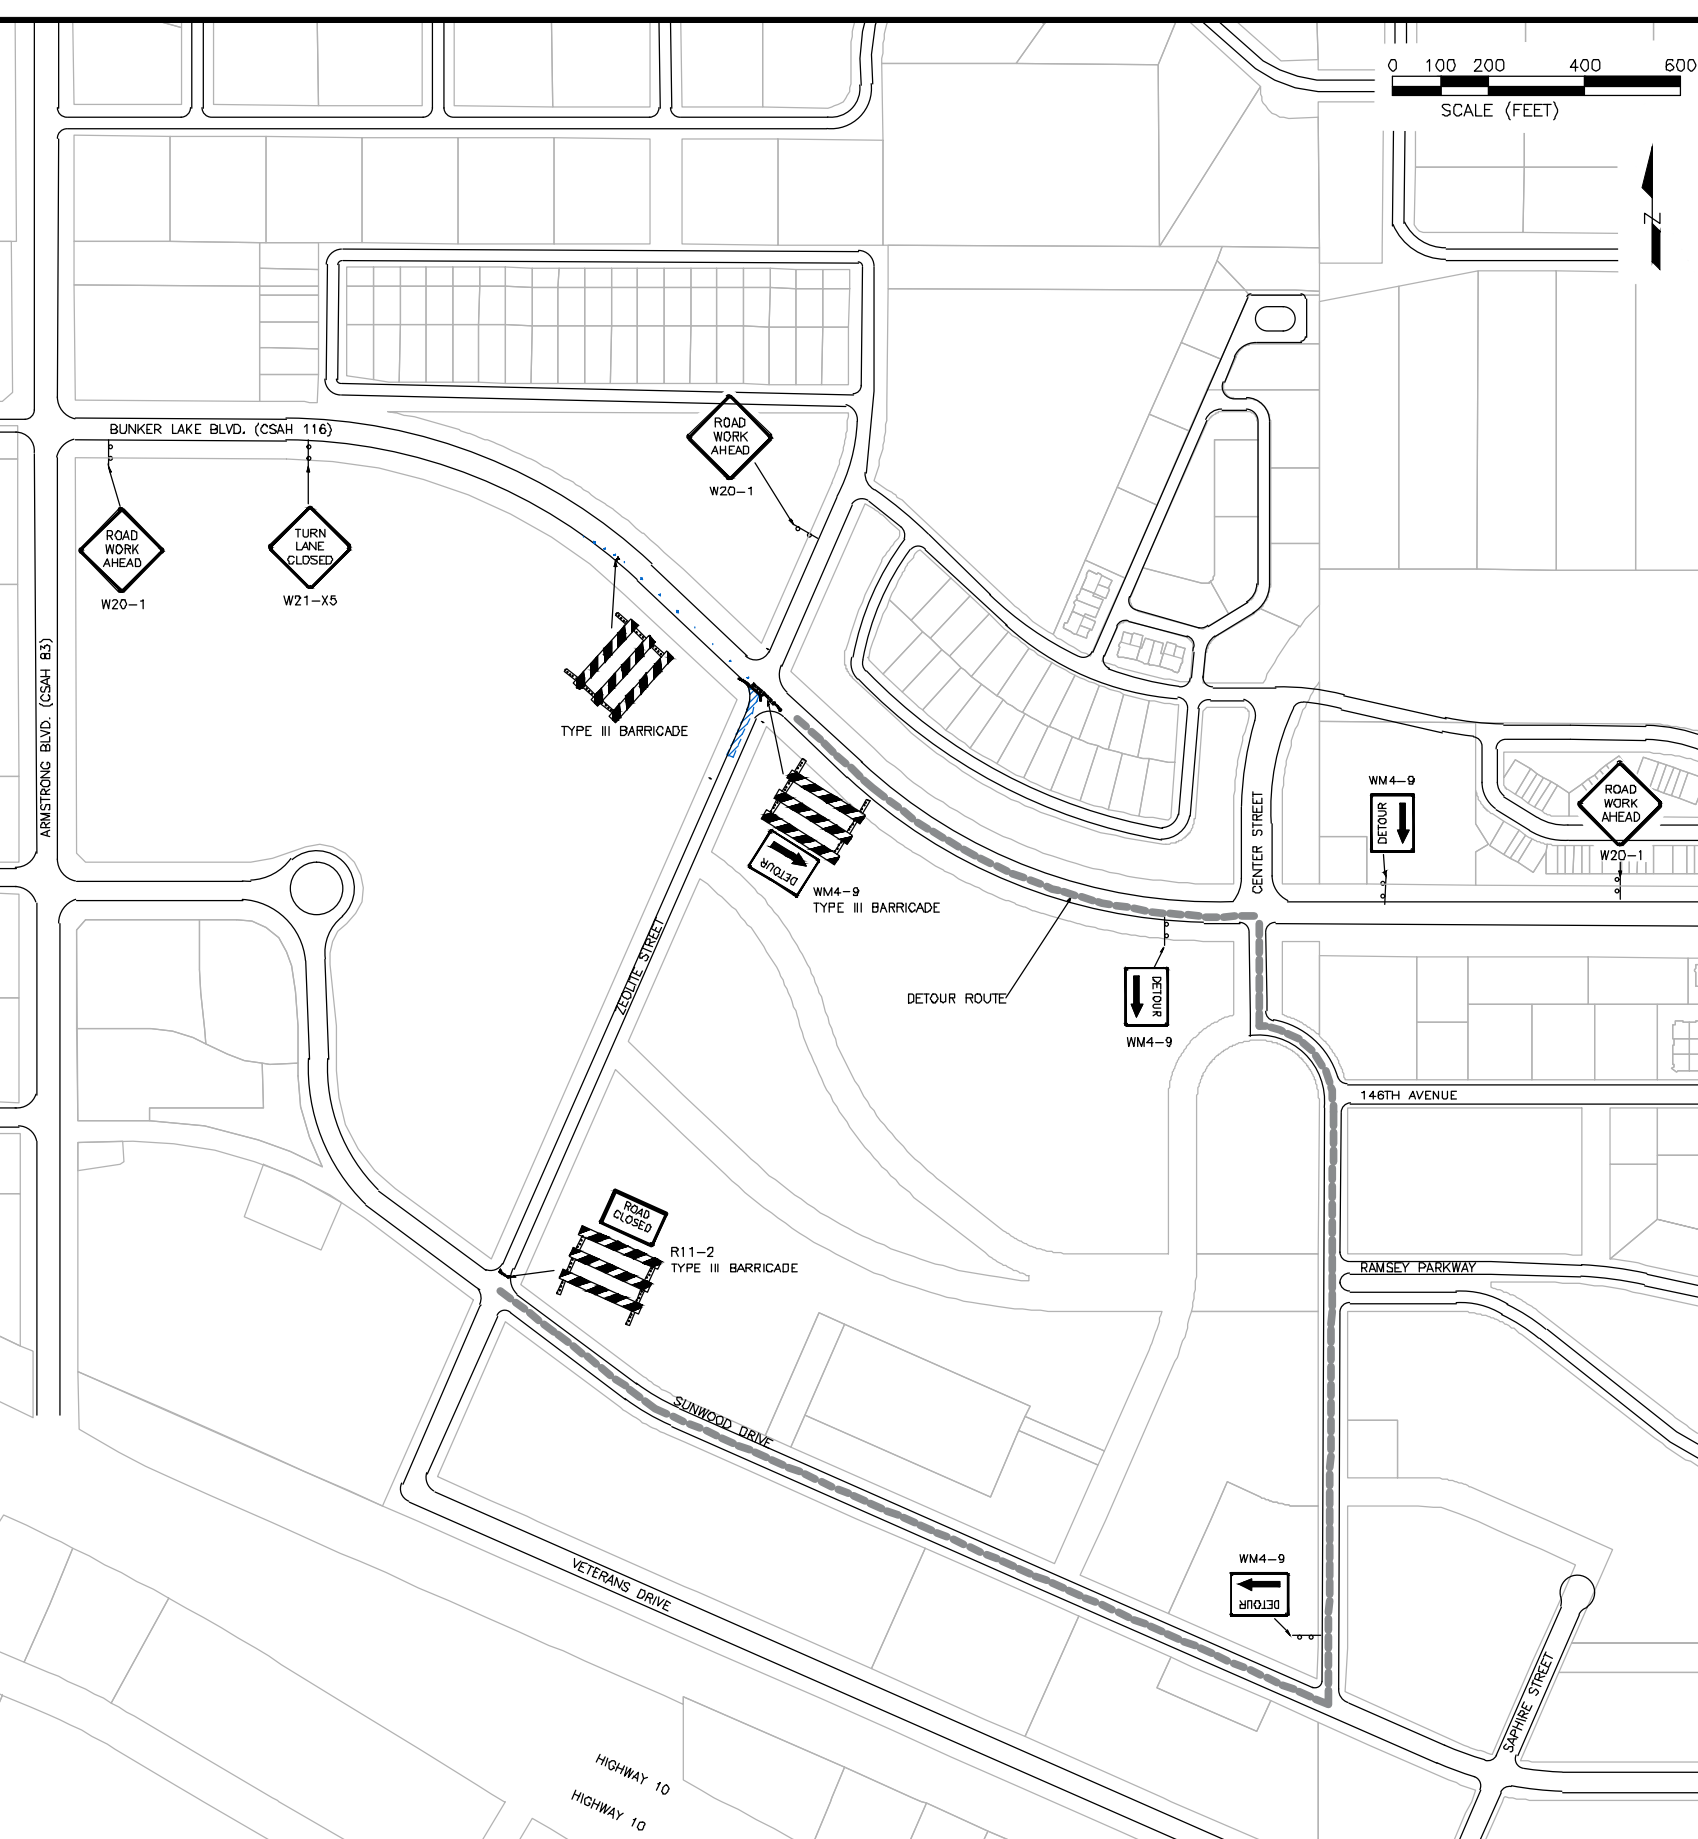 0 100 200 400 600
SCALE (FEET)
N
BUNKER LAKE BLVD. (CSAH 116)
ROAD
WORK
AHEAD
W20-1
ROAD
WORK
AHEAD
W20-1
TURN
LANE
CLOSED
W21-X5
ARMSTRONG BLVD. (CSAH 83)
TYPE III BARRICADE
DETOUR
WM4-9
TYPE III BARRICADE
CENTER STREET
WM4-9
DETOUR
ROAD
WORK
AHEAD
W20-1
ZEOLITE STREET
DETOUR ROUTE
DETOUR
WM4-9
146TH AVENUE
ROAD
CLOSED
R11-2
TYPE III BARRICADE
RAMSEY PARKWAY
SUNWOOD DRIVE
VETERANS DRIVE
WM4-9
DETOUR
SAPHIRE STREET
HIGHWAY 10
HIGHWAY 10